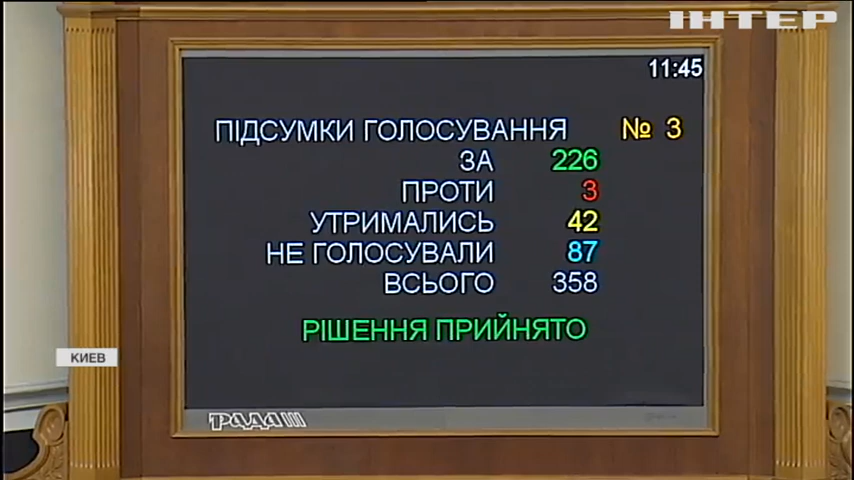 ІНТЕР
11:45
ПІДСУМКИ ГОЛОСУВАННЯ № 3
ЗА 226
ПРОТИ 3
УТРИМАЛИСЬ 42
НЕ ГОЛОСУВАЛИ 87
ВСЬОГО 358
РІШЕННЯ ПРИЙНЯТО
КИЕВ
РАДА